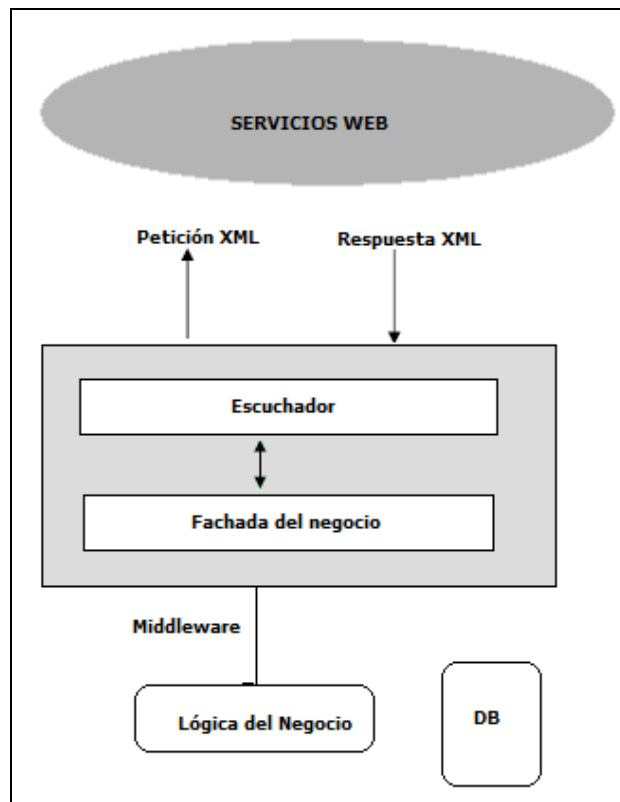 SERVICIOS WEB
Petición XML
Respuesta XML
Escuchador
Fachada del negocio
Middleware
Lógica del Negocio
DB